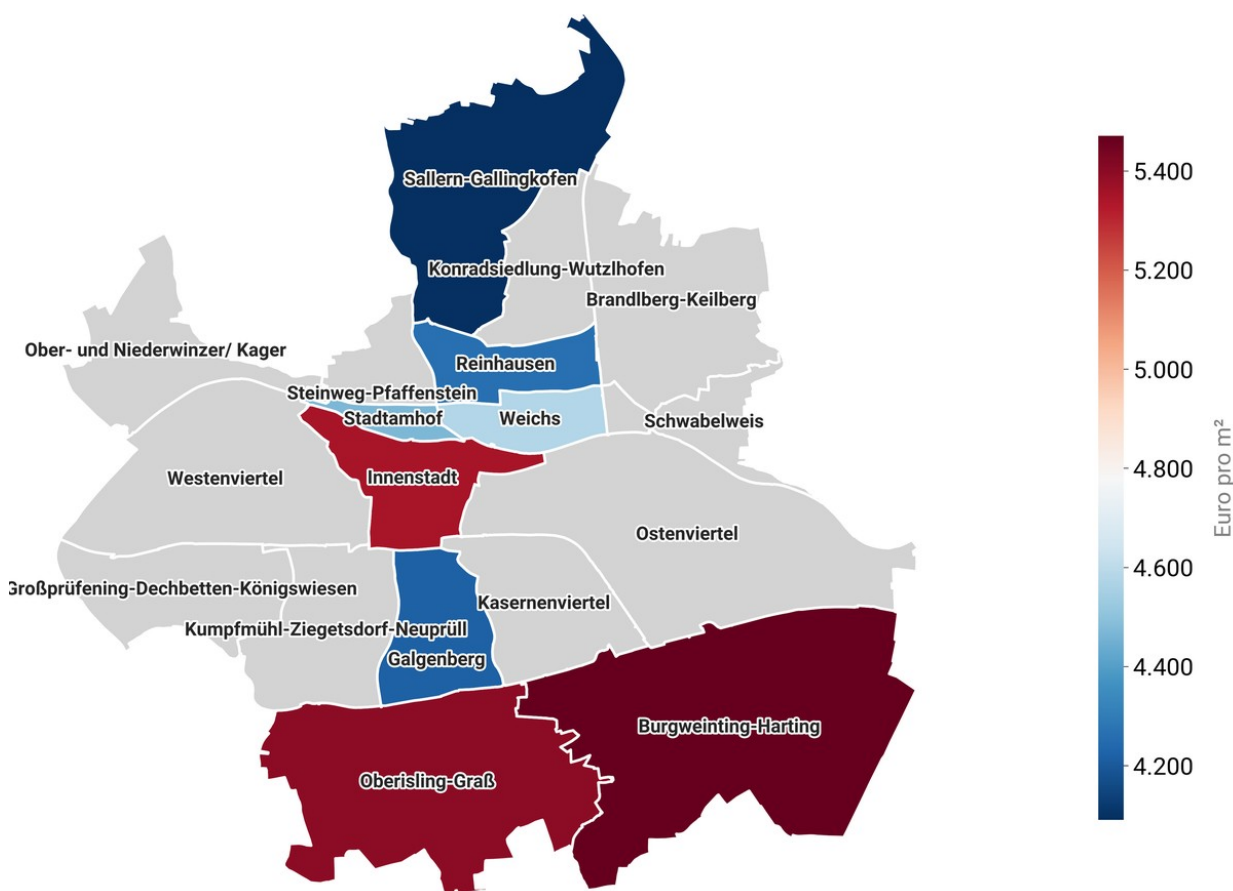 Sallern-Gallingkofen
Konradsiedlung-Wutzlhofen
Brandlberg-Keilberg
Ober- und Niederwinzer/ Kager
Reinhausen
Steinweg-Pfaffenstein
Stadtamhof
Weichs
Schwabelweis
Westenviertel
Innenstadt
Ostenviertel
Großprüfening-Dechbetten-Königswiesen
Kasernenviertel
Kumpfmühl-Ziegetsdorf-Neuprüll
Galgenberg
Burgweinting-Harting
Oberisling-Graß
5.400
5.200
5.000
4.800
4.600
4.400
4.200
Euro pro m²